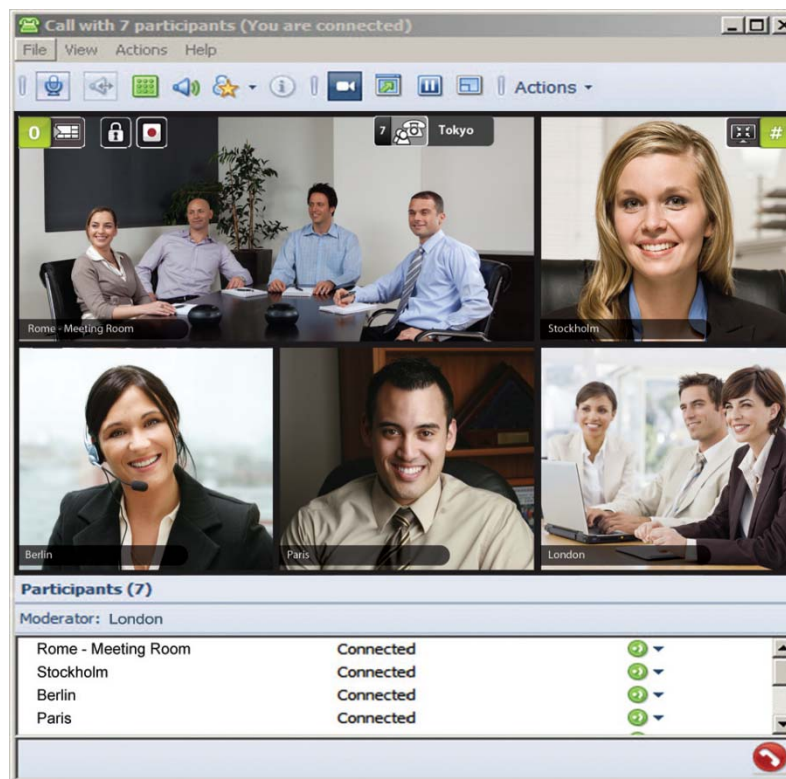 Call with 7 participants (You are connected)
File View Actions Help
Actions
0 7 Tokyo #
Rome - Meeting Room
Stockholm
Berlin
Paris
London
Participants (7)
Moderator: London
Rome - Meeting Room Connected
Stockholm Connected
Berlin Connected
Paris Connected